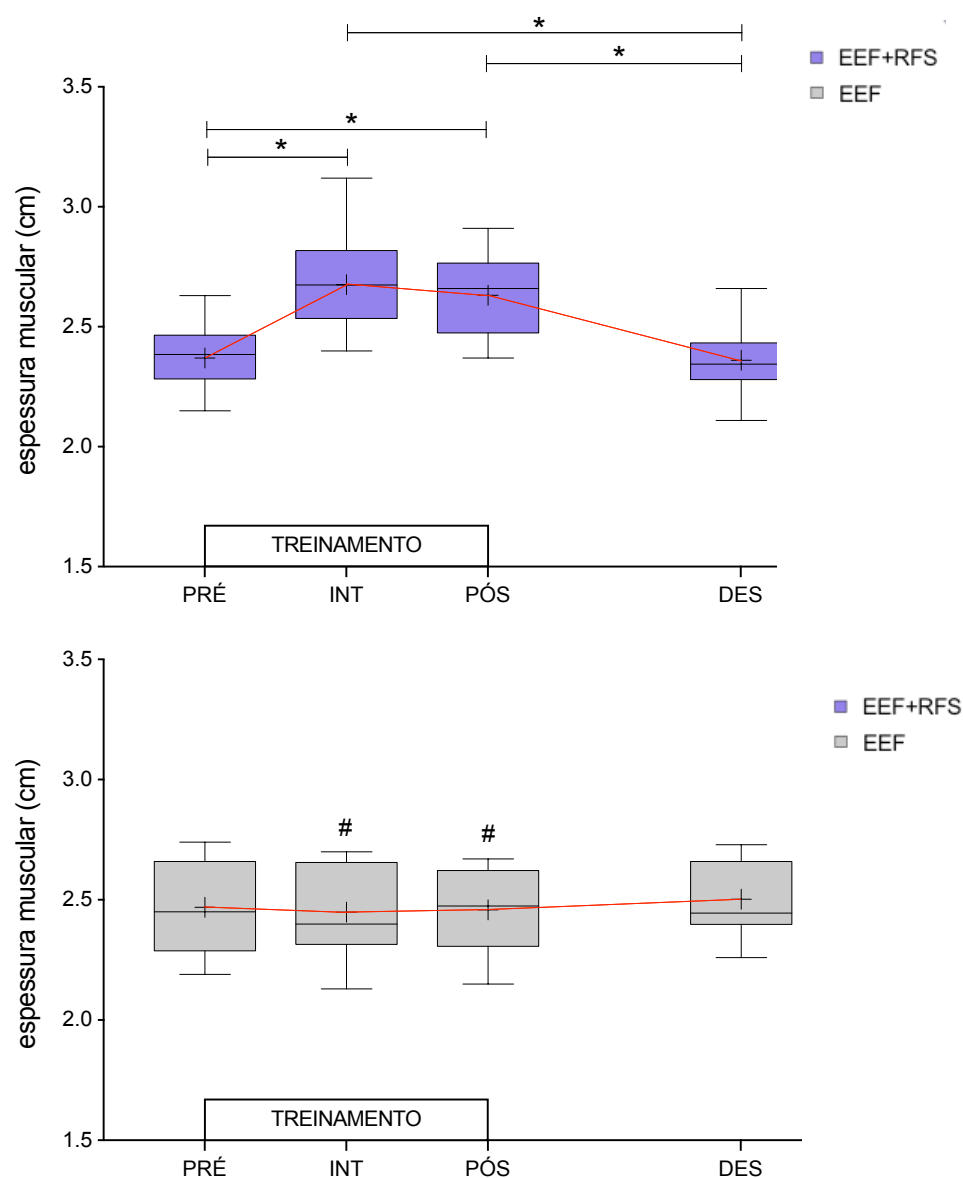 *
*
EEF+RFS
EEF
*
*
espessura muscular (cm)
3.5
3.0
2.5
2.0
1.5
TREINAMENTO
PRÉ INT PÓS DES
EEF+RFS
EEF
espessura muscular (cm)
3.5
3.0
2.5
2.0
1.5
# #
TREINAMENTO
PRÉ INT PÓS DES